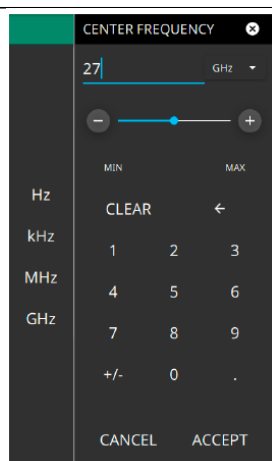 CENTER FREQUENCY
27 GHz
MIN MAX
Hz
kHz
MHz
GHz
CLEAR
1 2 3
4 5 6
7 8 9
+/- 0 .
CANCEL ACCEPT